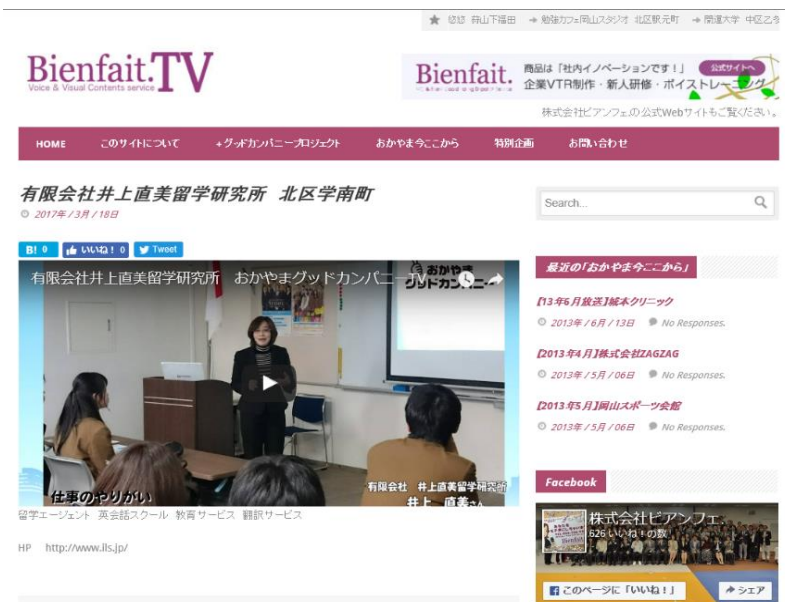 ★ 悠悠 蒜山下福田 → 勉強カフェ岡山スタジオ 北区駅元町 → 開運大学 中区乙多
Bienfait.TV
Voice & Visual Contents service
Bienfait.
商品は「社内イノベーションです!」 公式サイトへ
企業VTR制作・新人研修・ボイストレーニング
株式会社ビアンフェの公式Webサイトもご覧ください。
HOME このサイトについて +グッドカンパニープロジェクト おかやま今ここから 特別企画 お問い合わせ
有限会社井上直美留学研究所 北区学南町
2017年 / 3月 / 18日
B! 0 いいね! 0 Tweet
有限会社井上直美留学研究所 おかやまグッドカンパニーTV
おかやま
グッドカンパニー
仕事のやりがい
有限会社 井上直美留学研究所
井上 直美さん
留学エージェント 英会話スクール 教育サービス 翻訳サービス
HP http://www.ils.jp/
Search...
最近の「おかやま今ここから」
【13年6月放送】城本クリニック
2013年 / 6月 / 13日 No Responses.
【2013年4月】株式会社ZAGZAG
2013年 / 5月 / 06日 No Responses.
【2013年5月】岡山スポーツ会館
2013年 / 5月 / 06日 No Responses.
Facebook
株式会社ビアンフェ.
626 いいね!の数
このページに「いいね!」 シェア